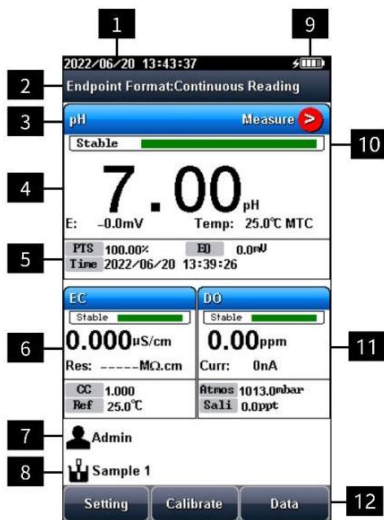 1
9
2022/06/20 13:43:37
2
Endpoint Format:Continuous Reading
3
pH Measure >
10
Stable
4
7.00 pH
E: -0.0mV Temp: 25.0℃ MTC
5
PTS 100.00% E0 0.0mV
Time 2022/06/20 13:39:26
EC DO
Stable Stable
6
0.000μS/cm 0.00ppm
11
Res: -----MΩ.cm Curr: 0nA
CC 1.000 Atmos 1013.0mbar
Ref 25.0℃ Sali 0.0ppt
7
Admin
8
Sample 1
Setting Calibrate Data
12